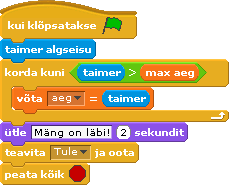 kui klõpsatakse
taimer algseisu
korda kuni taimer > max aeg
võta aeg = taimer
ütle Mäng on läbi! 2 sekundit
teavita Tule ja oota
peata kõik